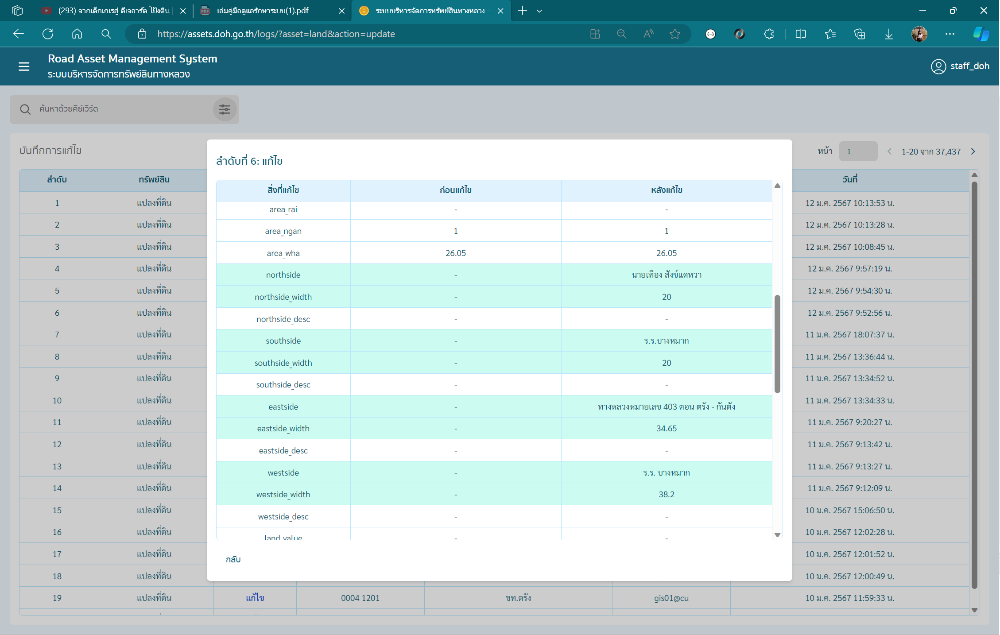 (293) จากเด็กเกเรสู่ ดีเจอาร์ต โป้งตีน
เล่มคู่มือดูแลรักษาระบบ(1).pdf
ระบบบริหารจัดการทรัพย์สินทางหลวง -
https://assets.doh.go.th/logs/?asset=land&action=update
Road Asset Management System
ระบบบริหารจัดการทรัพย์สินทางหลวง
staff_doh
ค้นหาด้วยคีย์เวิร์ด
บันทึกการแก้ไข
หน้า 1 1-20 จาก 37,437
ลำดับ ทรัพย์สิน วันที่
1 แปลงที่ดิน 12 ม.ค. 2567 10:13:53 น.
2 แปลงที่ดิน 12 ม.ค. 2567 10:13:28 น.
3 แปลงที่ดิน 12 ม.ค. 2567 10:08:45 น.
4 แปลงที่ดิน 12 ม.ค. 2567 9:57:19 น.
5 แปลงที่ดิน 12 ม.ค. 2567 9:54:30 น.
6 แปลงที่ดิน 12 ม.ค. 2567 9:52:56 น.
7 แปลงที่ดิน 11 ม.ค. 2567 18:07:37 น.
8 แปลงที่ดิน 11 ม.ค. 2567 13:36:44 น.
9 แปลงที่ดิน 11 ม.ค. 2567 13:34:52 น.
10 แปลงที่ดิน 11 ม.ค. 2567 13:34:33 น.
11 แปลงที่ดิน 11 ม.ค. 2567 9:20:27 น.
12 แปลงที่ดิน 11 ม.ค. 2567 9:13:42 น.
13 แปลงที่ดิน 11 ม.ค. 2567 9:13:27 น.
14 แปลงที่ดิน 11 ม.ค. 2567 9:12:09 น.
15 แปลงที่ดิน 10 ม.ค. 2567 15:06:50 น.
16 แปลงที่ดิน 10 ม.ค. 2567 12:02:28 น.
17 แปลงที่ดิน 10 ม.ค. 2567 12:01:52 น.
18 แปลงที่ดิน 10 ม.ค. 2567 12:00:49 น.
19 แปลงที่ดิน แก้ไข 0004 1201 ขท.ตรัง gis01@cu 10 ม.ค. 2567 11:59:33 น.
ลำดับที่ 6: แก้ไข
สิ่งที่แก้ไข ก่อนแก้ไข หลังแก้ไข
area_rai - -
area_ngan 1 1
area_wha 26.05 26.05
northside - นายเทือง สังข์แดหวา
northside_width - 20
northside_desc - -
southside - ร.ร.บางหมาก
southside_width - 20
southside_desc - -
eastside - ทางหลวงหมายเลข 403 ตอน ตรัง - กันตัง
eastside_width - 34.65
eastside_desc - -
westside - ร.ร. บางหมาก
westside_width - 38.2
westside_desc - -
land_value - -
กลับ